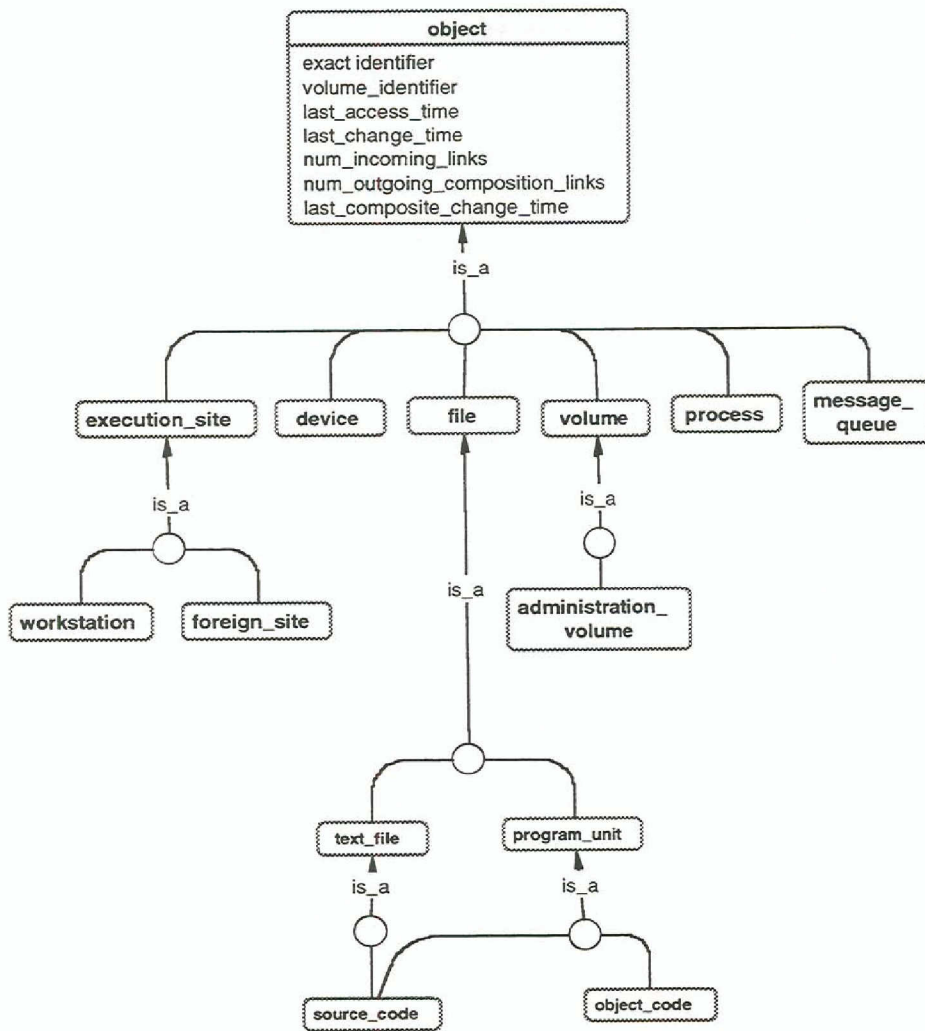 object
exact identifier
volume_identifier
last_access_time
last_change_time
num_incoming_links
num_outgoing_composition_links
last_composite_change_time
is_a
execution_site
device
file
volume
process
message_
queue
is_a
is_a
is_a
workstation
foreign_site
administration_
volume
text_file
program_unit
is_a
is_a
source_code
object_code